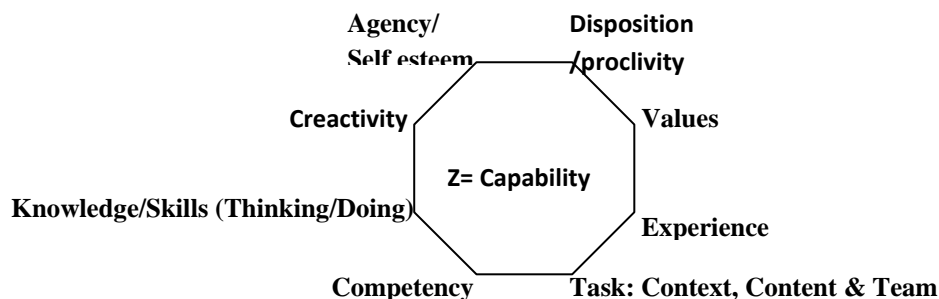 Agency/ Disposition
Self esteem /proclivity
Creactivity Values
Z= Capability
Knowledge/Skills (Thinking/Doing)
Experience
Competency Task: Context, Content & Team